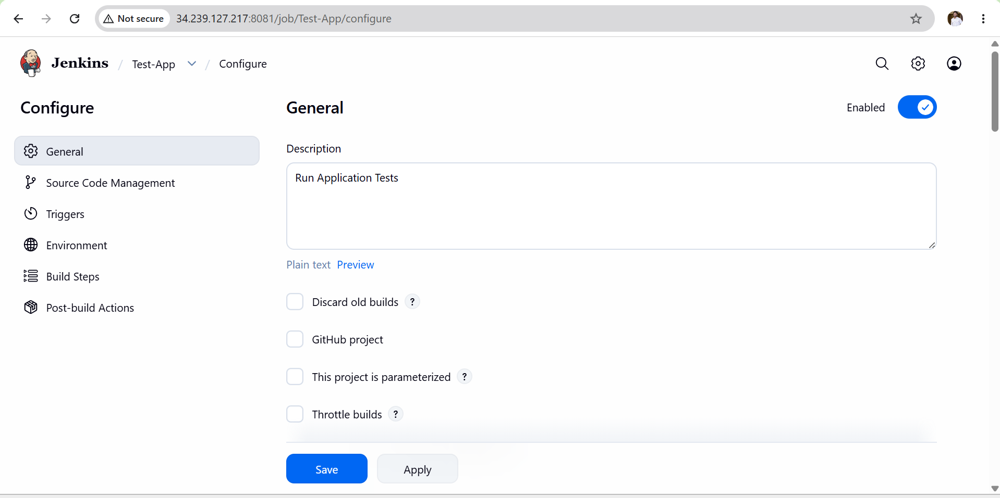 Not secure 34.239.127.217:8081/job/Test-App/configure
Jenkins / Test-App / Configure
Configure
General
Source Code Management
Triggers
Environment
Build Steps
Post-build Actions
General
Enabled
Description
Run Application Tests
Plain text Preview
Discard old builds ?
GitHub project
This project is parameterized ?
Throttle builds ?
Save Apply